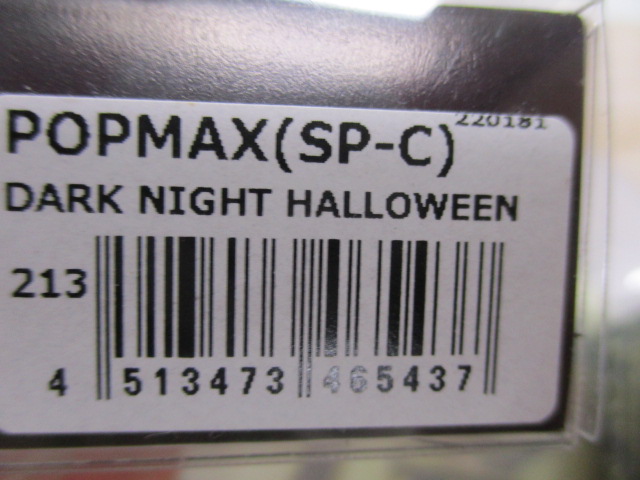 220181
POPMAX(SP-C)
DARK NIGHT HALLOWEEN
213
4 513473 465437